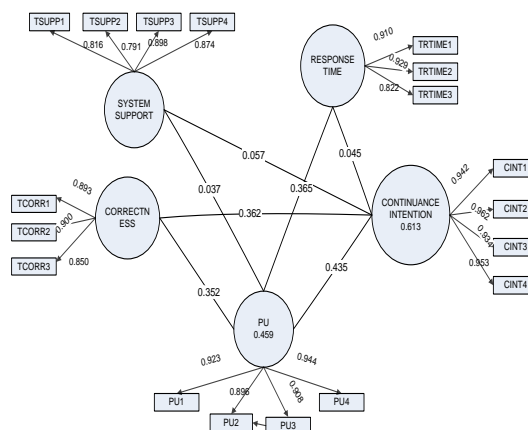 TSUPP1
TSUPP2
TSUPP3
TSUPP4
0.816
0.791
0.898
0.874
SYSTEM
SUPPORT
RESPONSE
TIME
0.910
0.829
0.822
TRTIME1
TRTIME2
TRTIME3
0.057
0.045
0.037
0.365
TCORR1
TCORR2
TCORR3
0.893
0.900
0.850
CORRECTN
ESS
0.362
0.352
0.435
CONTINUANCE
INTENTION
0.613
0.942
0.962
0.934
0.953
CINT1
CINT2
CINT3
CINT4
PU
0.459
0.923
0.896
0.908
0.944
PU1
PU2
PU3
PU4